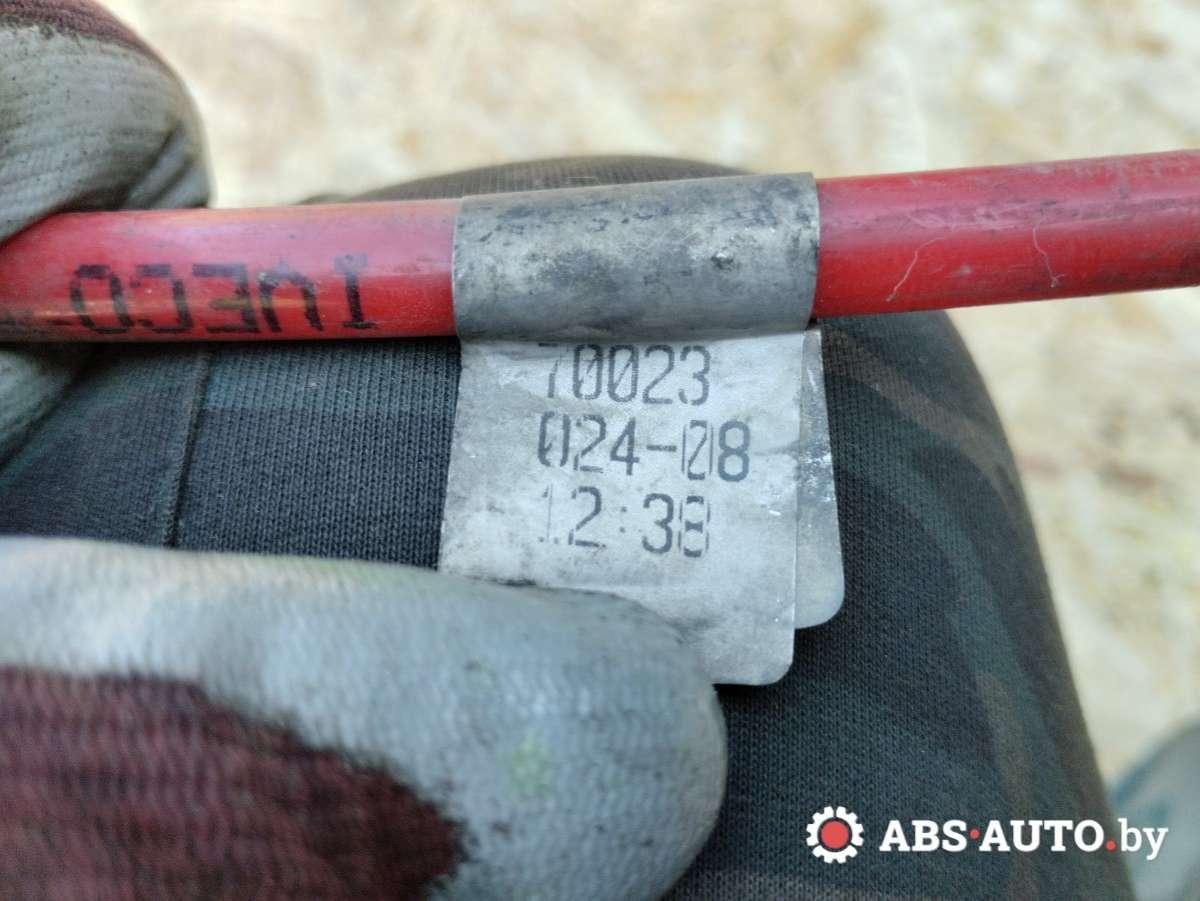 IVECO-
70023
024-08
12:38
ABS·AUTO.by